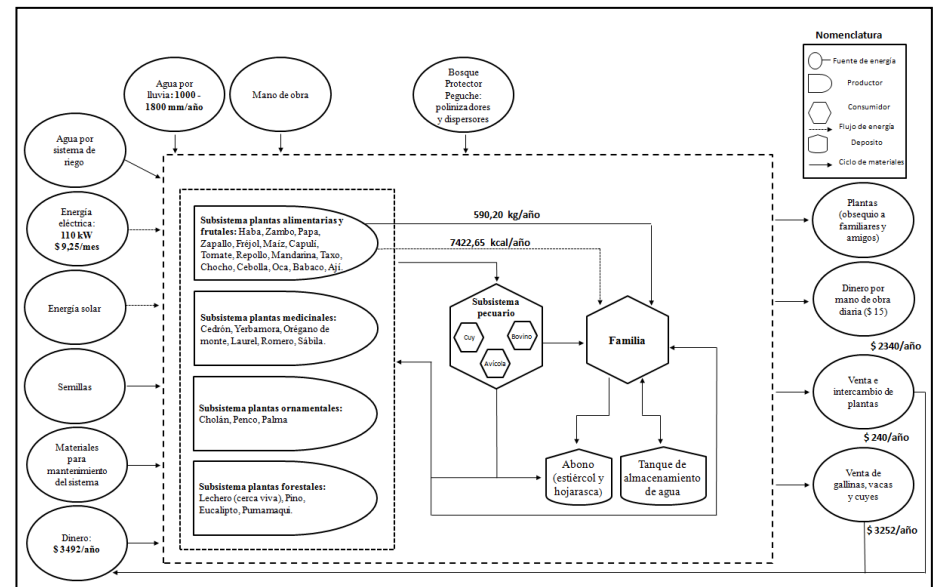 Nomenclatura
Fuente de energía
Productor
Consumidor
Flujo de energía
Deposito
Ciclo de materiales
Agua por
lluvia: 1000 -
1800 mm/año
Mano de obra
Bosque
Protector
Peguche:
polinizadores
y dispersores
Agua por
sistema de
riego
Energía
eléctrica:
110 kW
$ 9,25/mes
Energía solar
Semillas
Materiales
para
mantenimiento
del sistema
Dinero:
$ 3492/año
Subsistema plantas alimentarias y
frutales: Haba, Zambo, Papa,
Zapallo, Fréjol, Maíz, Capulí,
Tomate, Repollo, Mandarina, Taxo,
Chocho, Cebolla, Oca, Babaco, Ají.
Subsistema plantas medicinales:
Cedrón, Yerbamora, Orégano de
monte, Laurel, Romero, Sábila.
Subsistema plantas ornamentales:
Cholán, Penco, Palma
Subsistema plantas forestales:
Lechero (cerca viva), Pino,
Eucalipto, Pumamaqui.
590,20 kg/año
7422,65 kcal/año
Subsistema
pecuario
Cuy
Bovino
Avícola
Familia
Abono
(estiércol y
hojarasca)
Tanque de
almacenamiento
de agua
Plantas
(obsequio a
familiares y
amigos)
Dinero por
mano de obra
diaria ($ 15)
$ 2340/año
Venta e
intercambio de
plantas
$ 240/año
Venta de
gallinas, vacas
y cuyes
$ 3252/año